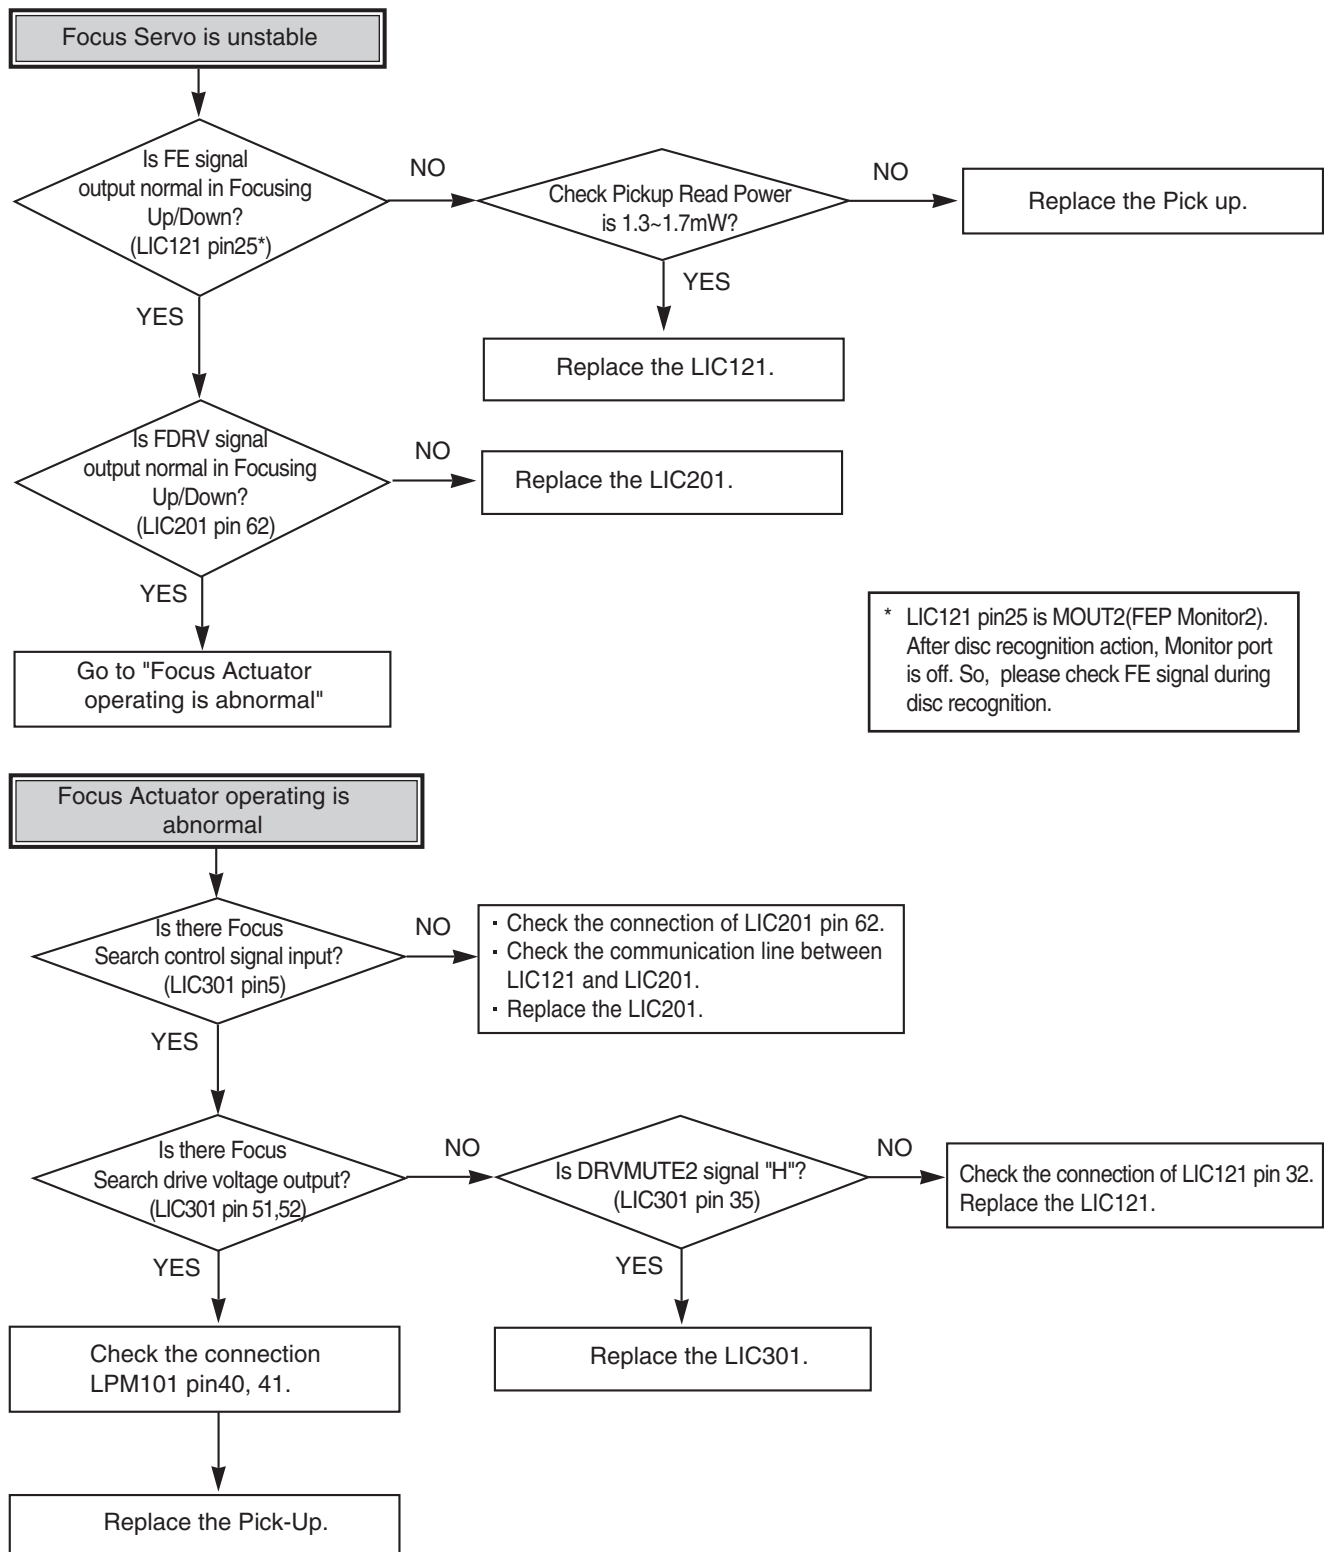 Focus Servo is unstable
Is FE signal
output normal in Focusing
Up/Down?
(LIC121 pin25*)
NO
Check Pickup Read Power
is 1.3~1.7mW?
NO
Replace the Pick up.
YES
Replace the LIC121.
YES
Is FDRV signal
output normal in Focusing
Up/Down?
(LIC201 pin 62)
NO
Replace the LIC201.
YES
Go to "Focus Actuator
operating is abnormal"
* LIC121 pin25 is MOUT2(FEP Monitor2).
After disc recognition action, Monitor port
is off. So, please check FE signal during
disc recognition.
Focus Actuator operating is
abnormal
Is there Focus
Search control signal input?
(LIC301 pin5)
NO
· Check the connection of LIC201 pin 62.
· Check the communication line between
LIC121 and LIC201.
· Replace the LIC201.
YES
Is there Focus
Search drive voltage output?
(LIC301 pin 51,52)
NO
Is DRVMUTE2 signal "H"?
(LIC301 pin 35)
NO
Check the connection of LIC121 pin 32.
Replace the LIC121.
YES
Replace the LIC301.
YES
Check the connection
LPM101 pin40, 41.
Replace the Pick-Up.